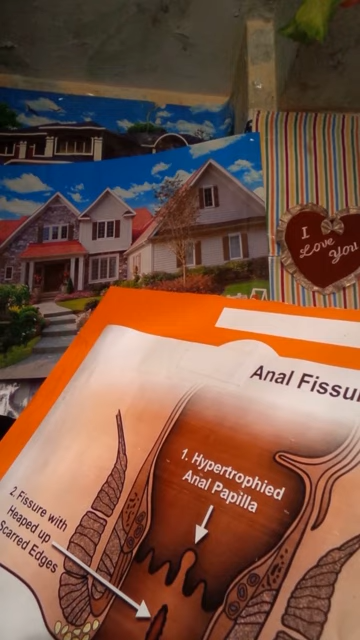 I
Love
You
Anal Fissu
1. Hypertrophied
Anal Papilla
2. Fissure with
Heaped up
Scarred Edges